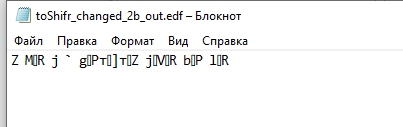 toShifr_changed_2b_out.edf – Блокнот
Файл Правка Формат Вид Справка
Z M▯R j ` g▯Pт▯]т▯Z j▯V▯R b▯P l▯R